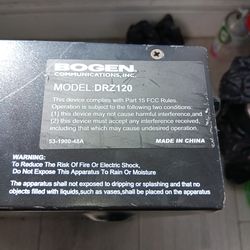 BOGEN
COMMUNICATIONS, INC.
MODEL:DRZ120
This device complies with Part 15 FCC Rules.
Operation is subject to the following two conditions:
(1) This device may not cause harmful interference,and
(2) this device must accept any interference received,
including that which may cause undesired operation.
53-1900-48A MADE IN CHINA
WARNING:
To Reduce the Risk Of Fire Or Electric Shock,
Do Not Expose This Apparatus To Rain Or Moisture
The apparatus shall not exposed to dripping or splashing and that no
objects filled with liquids,such as vases,shall be placed on the apparatus